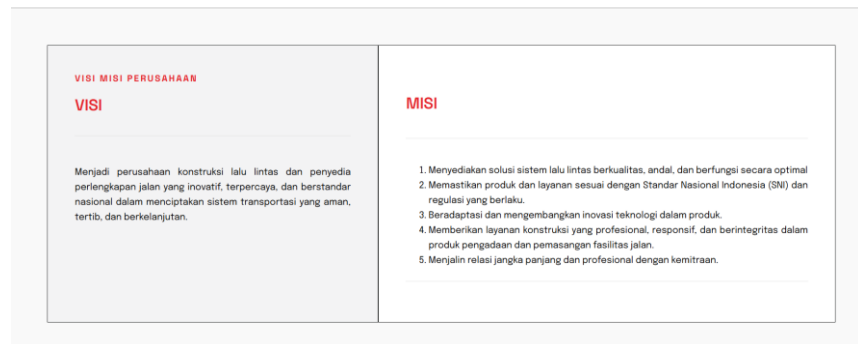 VISI MISI PERUSAHAAN
VISI
Menjadi perusahaan konstruksi lalu lintas dan penyedia
perlengkapan jalan yang inovatif, terpercaya, dan berstandar
nasional dalam menciptakan sistem transportasi yang aman,
tertib, dan berkelanjutan.
MISI
1. Menyediakan solusi sistem lalu lintas berkualitas, andal, dan berfungsi secara optimal
2. Memastikan produk dan layanan sesuai dengan Standar Nasional Indonesia (SNI) dan
regulasi yang berlaku.
3. Beradaptasi dan mengembangkan inovasi teknologi dalam produk.
4. Memberikan layanan konstruksi yang profesional, responsif, dan berintegritas dalam
produk pengadaan dan pemasangan fasilitas jalan.
5. Menjalin relasi jangka panjang dan profesional dengan kemitraan.